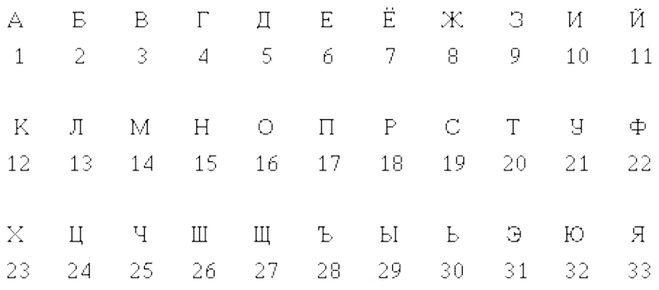 А Б В Г Д Е Ё Ж З И Й
1 2 3 4 5 6 7 8 9 10 11
К Л М Н О П Р С Т У Ф
12 13 14 15 16 17 18 19 20 21 22
Х Ц Ч Ш Щ Ъ Ы Ь Э Ю Я
23 24 25 26 27 28 29 30 31 32 33